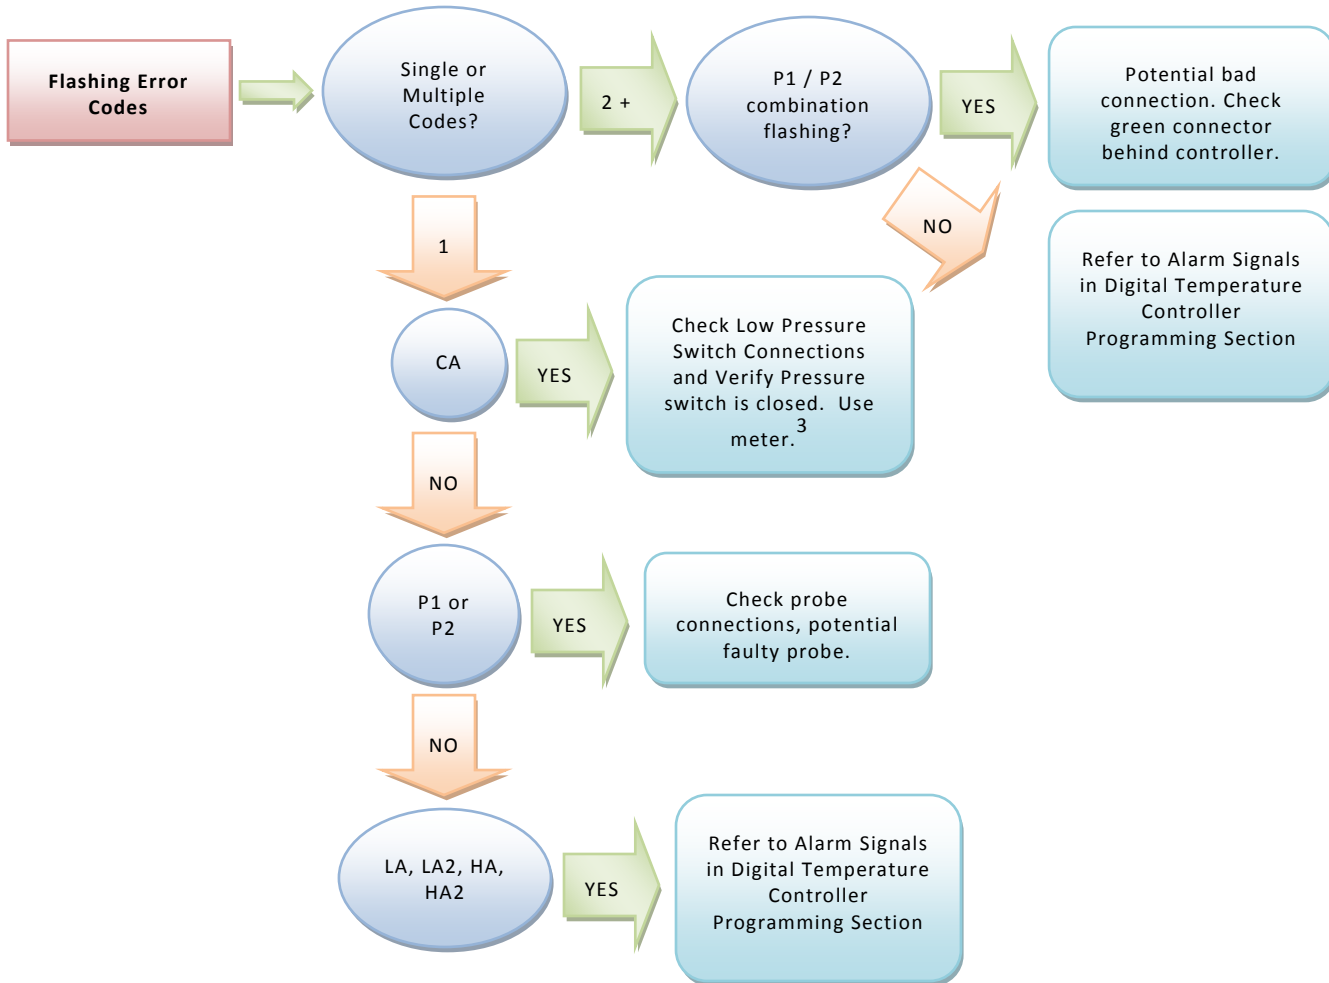 Flashing Error
Codes
Single or
Multiple
Codes?
2 +
P1 / P2
combination
flashing?
YES
Potential bad
connection. Check
green connector
behind controller.
NO
Refer to Alarm Signals
in Digital Temperature
Controller
Programming Section
1
CA
YES
Check Low Pressure
Switch Connections
and Verify Pressure
switch is closed. Use
meter.3
NO
P1 or
P2
YES
Check probe
connections, potential
faulty probe.
NO
LA, LA2, HA,
HA2
YES
Refer to Alarm Signals
in Digital Temperature
Controller
Programming Section